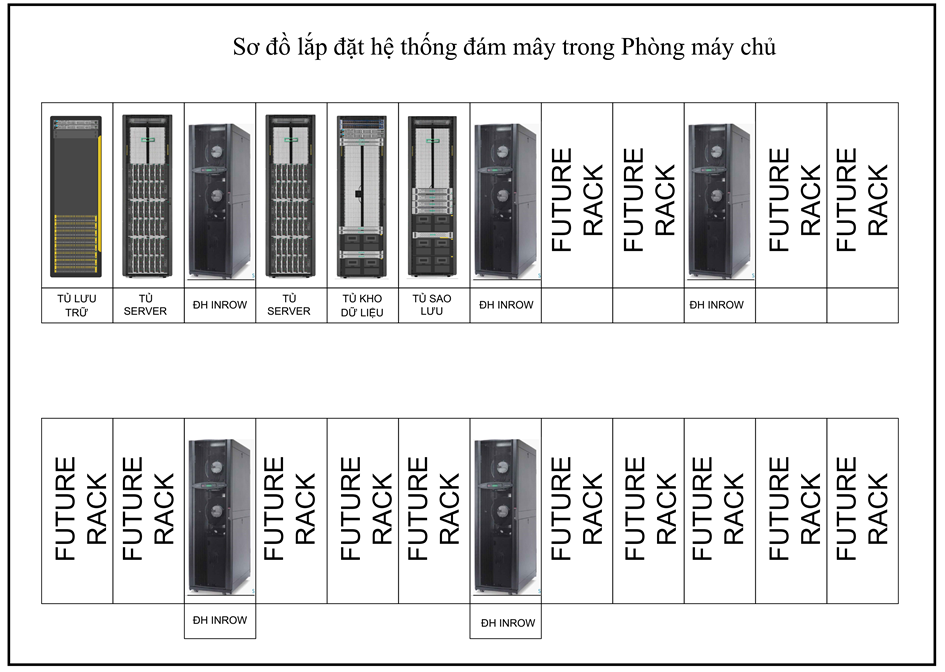 Sơ đồ lắp đặt hệ thống đám mây trong Phòng máy chủ
FUTURE
RACK
FUTURE
RACK
FUTURE
RACK
FUTURE
RACK
TỦ LƯU
TRỮ
TỦ
SERVER
ĐH INROW
TỦ
SERVER
TỦ KHO
DỮ LIỆU
TỦ SAO
LƯU
ĐH INROW
ĐH INROW
FUTURE
RACK
FUTURE
RACK
FUTURE
RACK
FUTURE
RACK
FUTURE
RACK
FUTURE
RACK
FUTURE
RACK
FUTURE
RACK
FUTURE
RACK
FUTURE
RACK
ĐH INROW
ĐH INROW